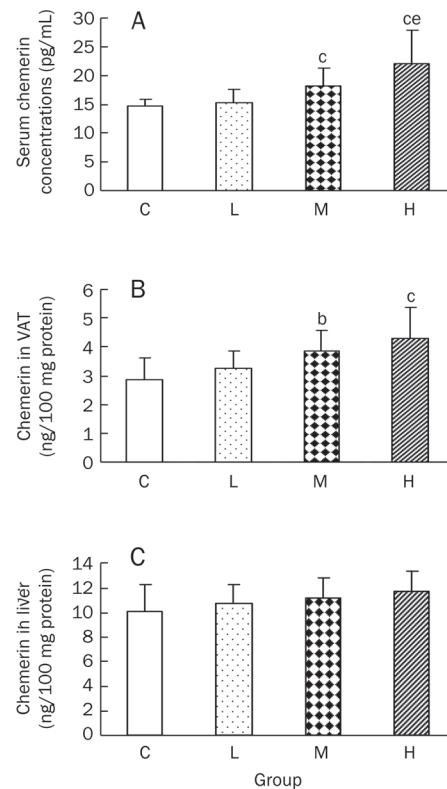 A
Serum chemerin
concentrations (pg/mL)
30
25
20
15
10
5
0
c
ce
C L M H
B
Chemerin in VAT
(ng/100 mg protein)
6
5
4
3
2
1
0
b
c
C L M H
C
Chemerin ih liver
(ng/100 mg protein)
14
12
10
8
6
4
2
0
C L M H
Group